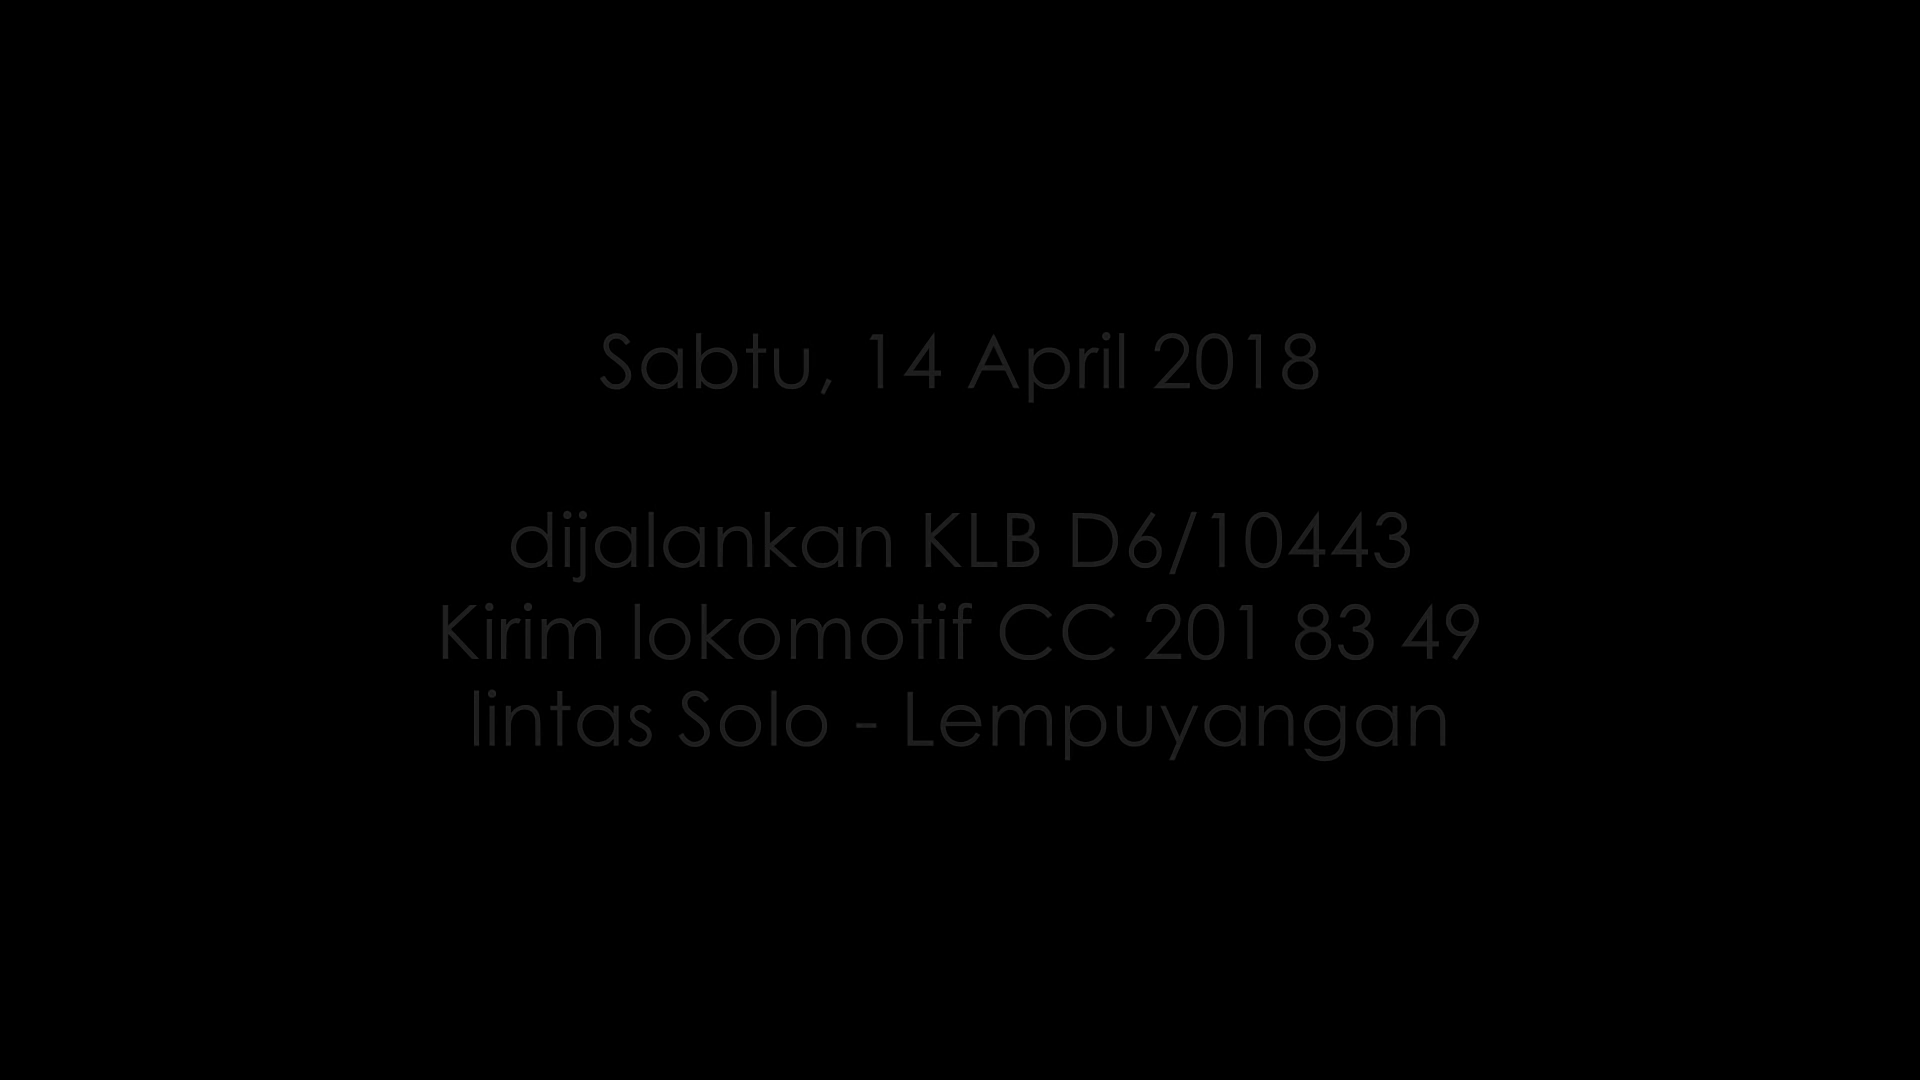 Sabtu, 14 April 2018
dijalankan KLB D6/10443
Kirim lokomotif CC 201 83 49
lintas Solo - Lempuyangan